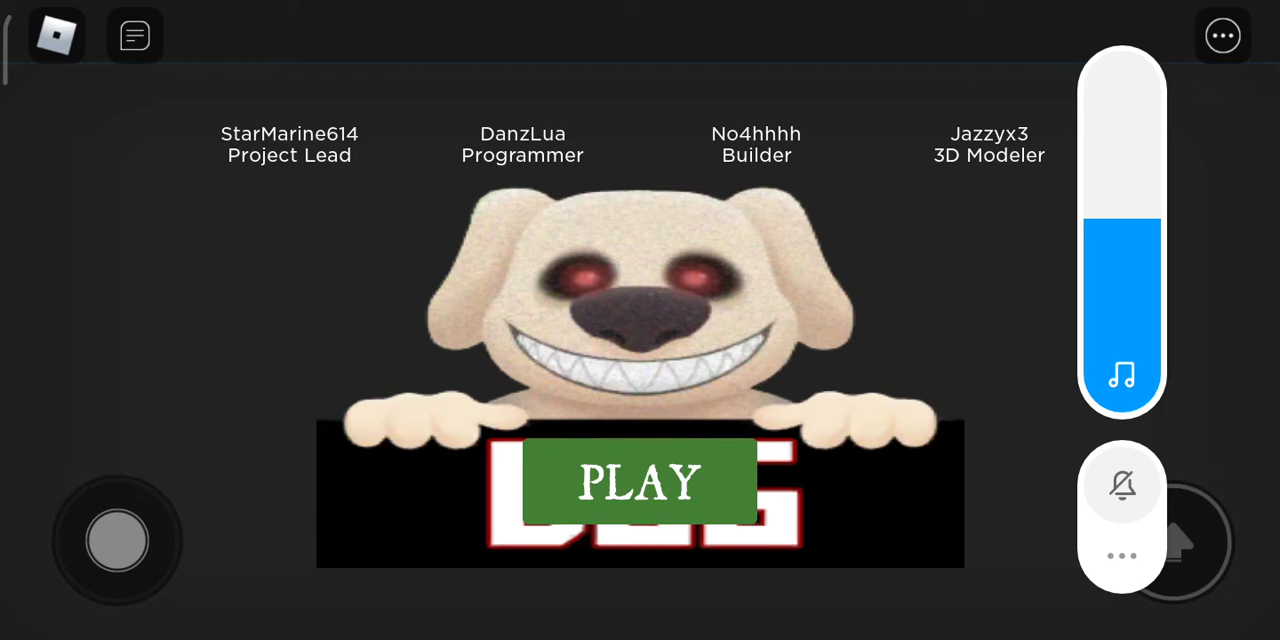 StarMarine614
Project Lead
DanzLua
Programmer
No4hhhh
Builder
Jazzyx3
3D Modeler
PLAY